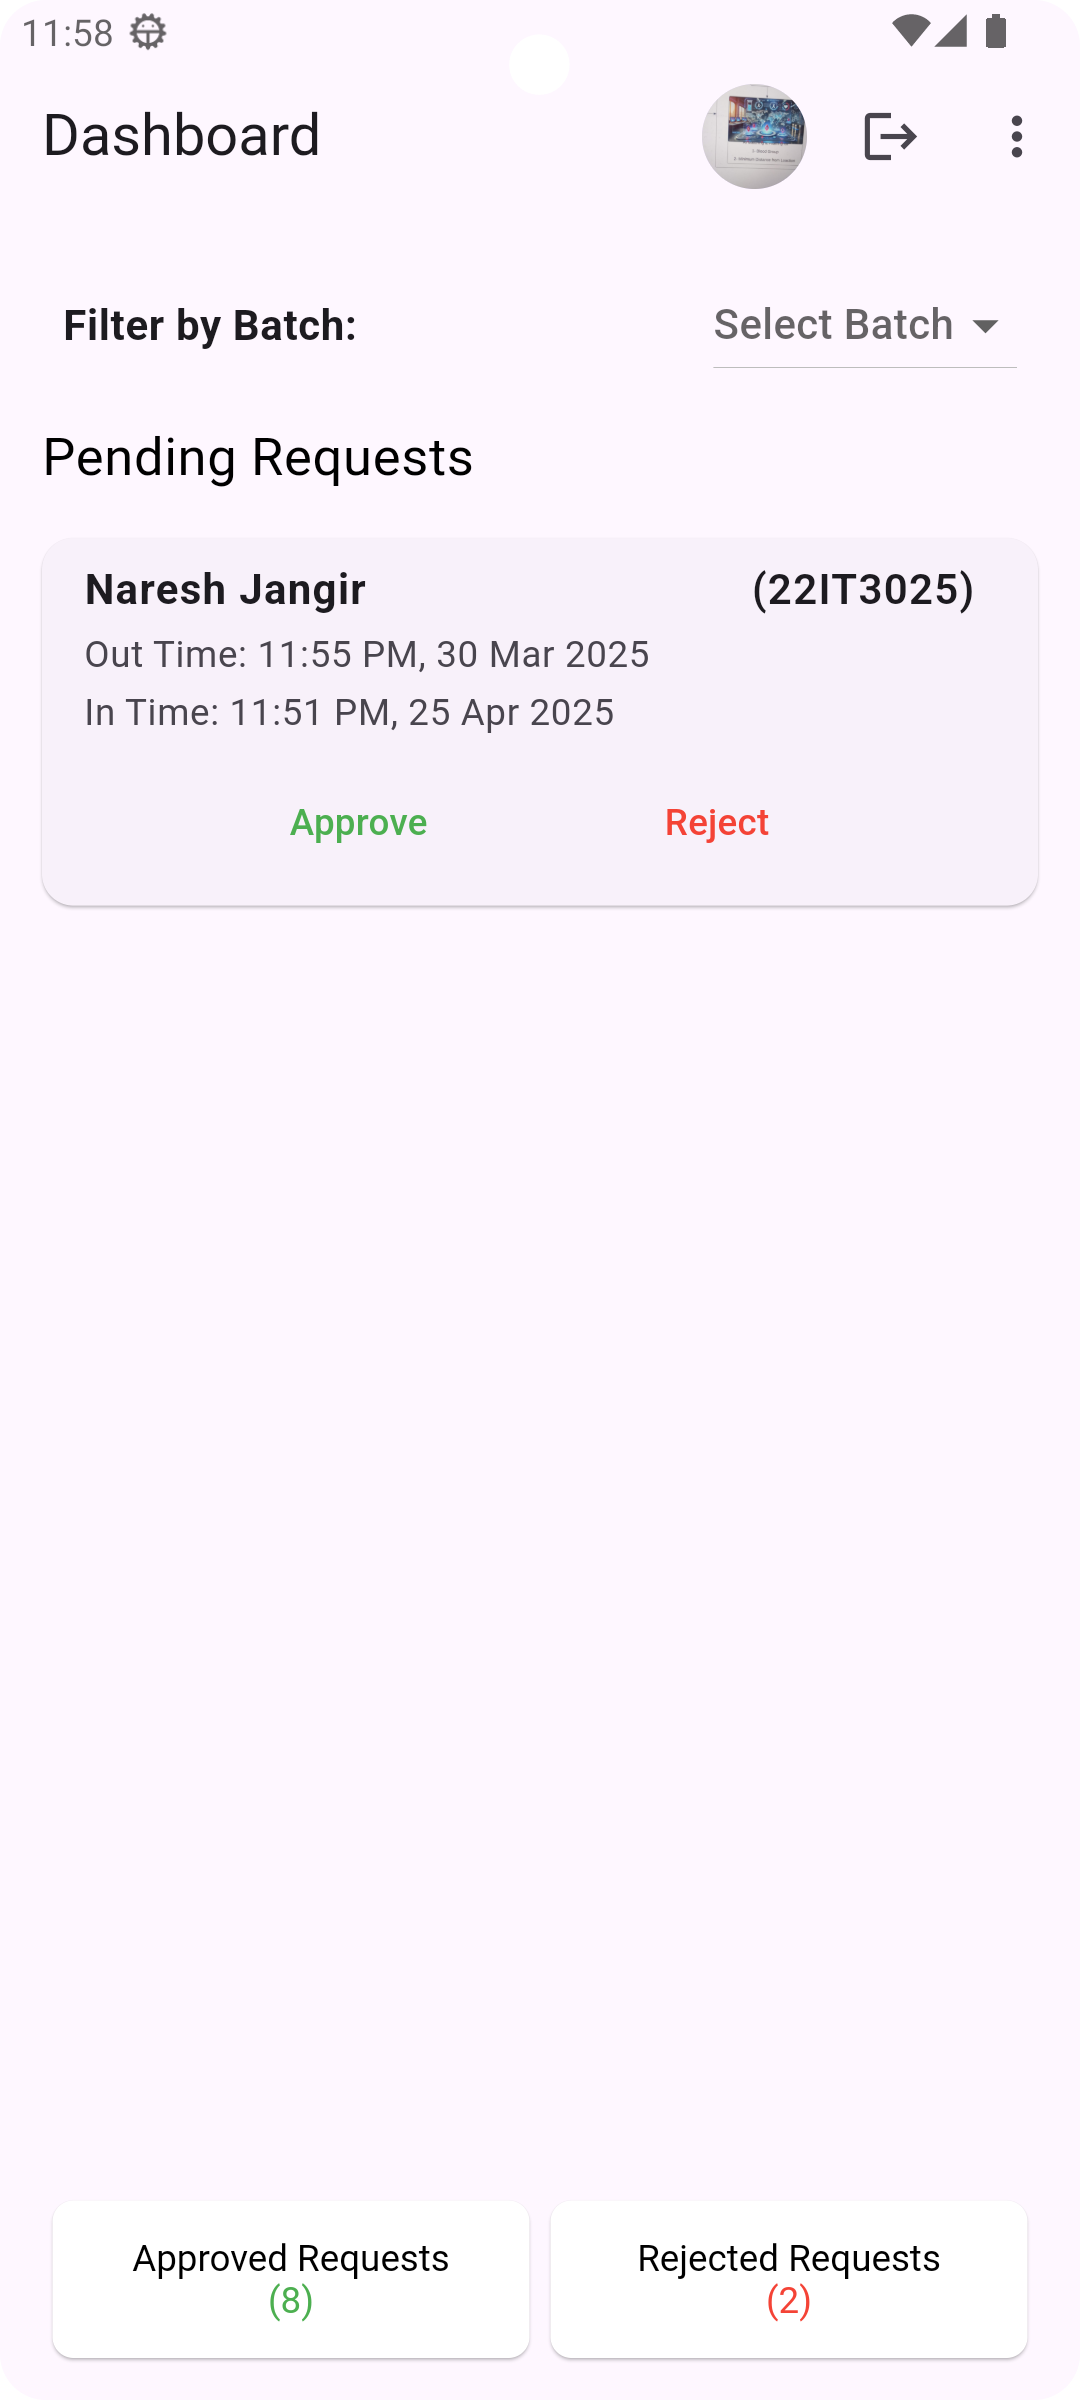 11:58
Dashboard
Filter by Batch:
Select Batch
Pending Requests
Naresh Jangir
(22IT3025)
Out Time: 11:55 PM, 30 Mar 2025
In Time: 11:51 PM, 25 Apr 2025
Approve
Reject
Approved Requests
(8)
Rejected Requests
(2)